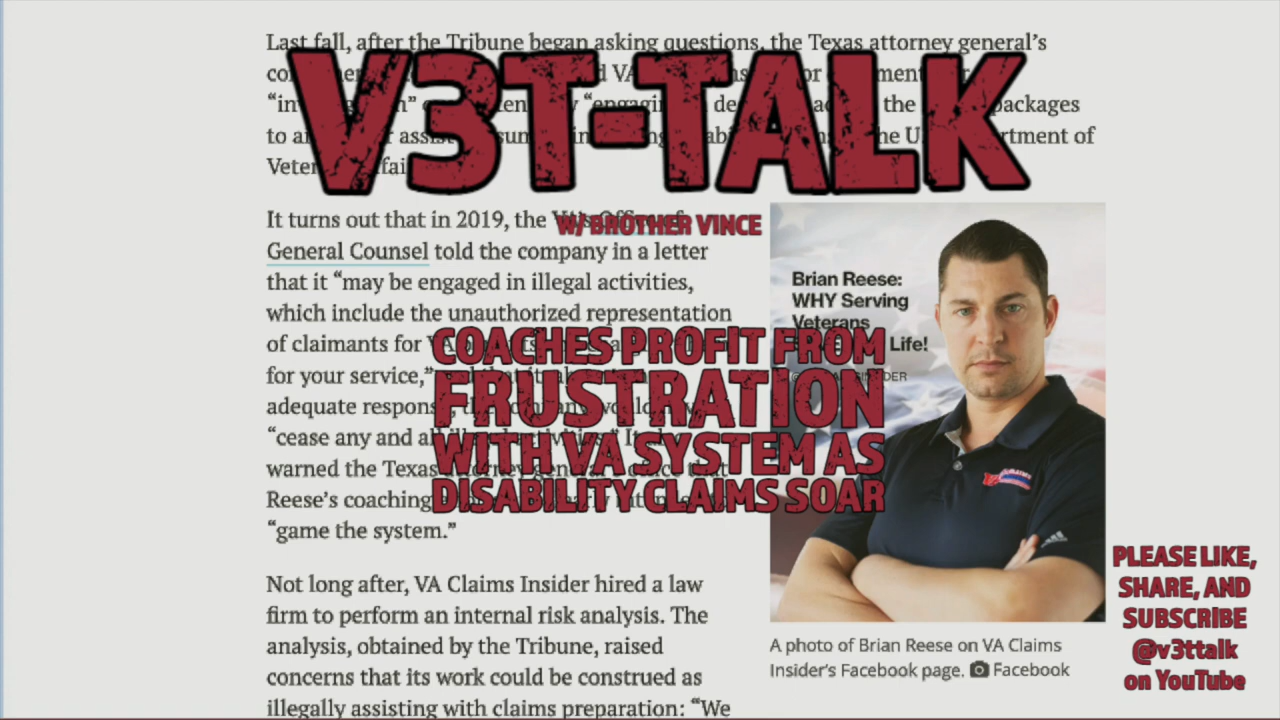 V3T-TALK
W/ BROTHER VINCE
COACHES PROFIT FROM
FRUSTRATION
WITH VA SYSTEM AS
DISABILITY CLAIMS SOAR
Last fall, after the Tribune began asking questions, the Texas attorney general’s
packages
to
It turns out that in 2019, the
General Counsel told the company in a letter
that it “may be engaged in illegal activities,
which include the unauthorized representation
of claimants for
for your service,”
adequate
“cease any and all
warned the Texas
Reese’s coaching
“game the system.”
Not long after, VA Claims Insider hired a law
firm to perform an internal risk analysis. The
analysis, obtained by the Tribune, raised
concerns that its work could be construed as
illegally assisting with claims preparation: “We
Brian Reese:
WHY Serving
Veterans
Life!
A photo of Brian Reese on VA Claims
Insider’s Facebook page. Facebook
PLEASE LIKE,
SHARE, AND
SUBSCRIBE
@v3ttalk
on YouTube